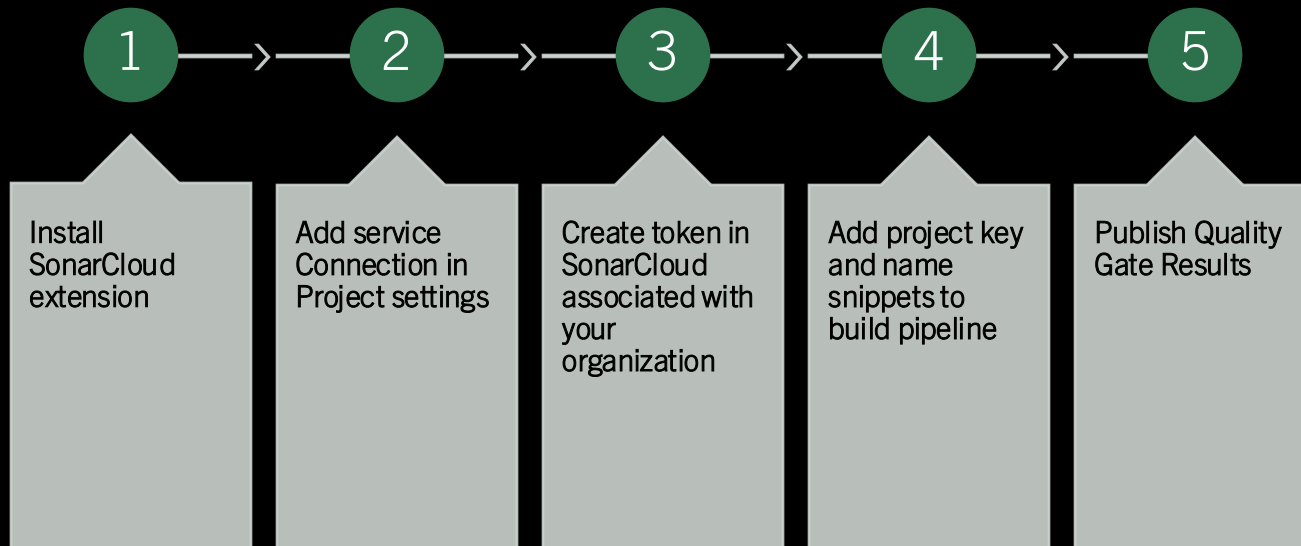 1
2
3
4
5
Install
SonarCloud
extension
Add service
Connection in
Project settings
Create token in
SonarCloud
associated with
your
organization
Add project key
and name
snippets to
build pipeline
Publish Quality
Gate Results